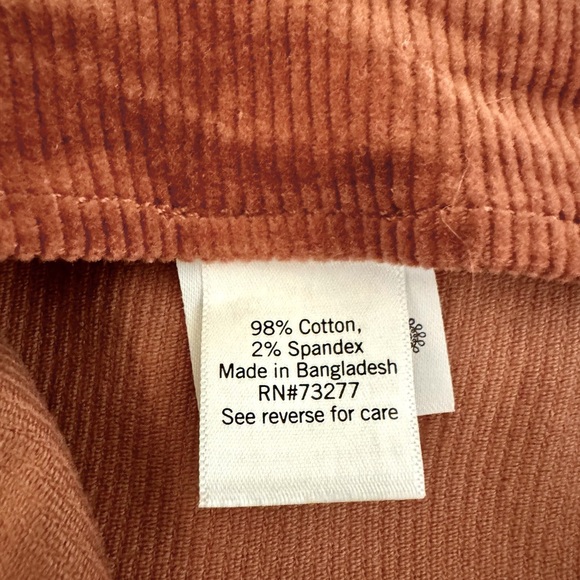 98% Cotton,
2% Spandex
Made in Bangladesh
RN#73277
See reverse for care